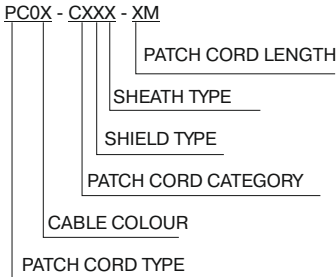 PC0X - CXXX - XM
PATCH CORD LENGTH
SHEATH TYPE
SHIELD TYPE
PATCH CORD CATEGORY
CABLE COLOUR
PATCH CORD TYPE